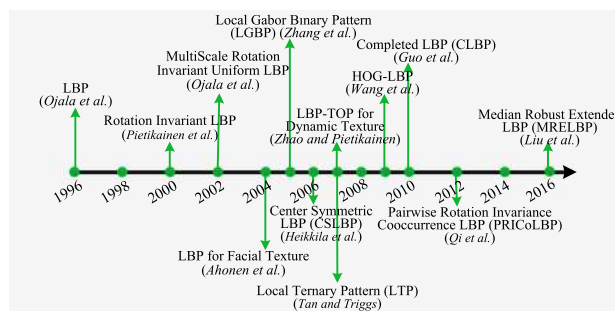 Local Gabor Binary Pattern
(LGBP) (Zhang et al.)
MultiScale Rotation
Invariant Uniform LBP
(Ojala et al.)
Completed LBP (CLBP)
(Guo et al.)
HOG-LBP
(Wang et al.)
LBP
(Ojala et al.)
Rotation Invariant LBP
(Pietikainen et al.)
LBP-TOP for
Dynamic Texture
(Zhao and Pietikainen)
Median Robust Extende
LBP (MRELBP)
(Liu et al.)
1996 1998 2000 2002 2004 2006 2008 2010 2012 2014 2016
Center Symmetric
LBP (CSLBP)
(Heikkila et al.)
Pairwise Rotation Invariance
Cooccurrence LBP (PRICoLBP)
(Qi et al.)
LBP for Facial Texture
(Ahonen et al.)
Local Ternary Pattern (LTP)
(Tan and Triggs)